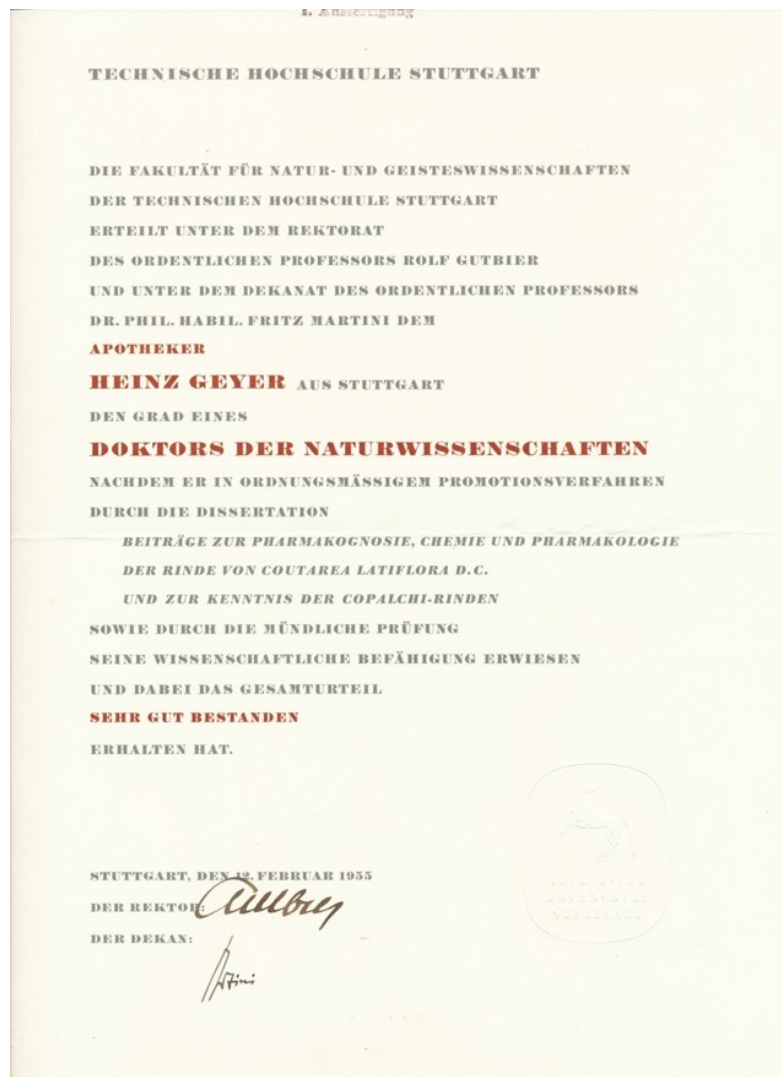 1. Ausfertigung
TECHNISCHE HOCHSCHULE STUTTGART
DIE FAKULTÄT FÜR NATUR- UND GEISTESWISSENSCHAFTEN
DER TECHNISCHEN HOCHSCHULE STUTTGART
ERTEILT UNTER DEM REKTORAT
DES ORDENTLICHEN PROFESSORS ROLF GUTBIER
UND UNTER DEM DEKANAT DES ORDENTLICHEN PROFESSORS
DR. PHIL. HABIL. FRITZ MARTINI DEM
APOTHEKER
HEINZ GEYER AUS STUTTGART
DEN GRAD EINES
DOKTORS DER NATURWISSENSCHAFTEN
NACHDEM ER IN ORDNUNGSMÄSSIGEM PROMOTIONSVERFAHREN
DURCH DIE DISSERTATION
BEITRÄGE ZUR PHARMAKOGNOSIE, CHEMIE UND PHARMAKOLOGIE
DER RINDE VON COUTAREA LATIFLORA D.C.
UND ZUR KENNTNIS DER COPALCHI-RINDEN
SOWIE DURCH DIE MÜNDLICHE PRÜFUNG
SEINE WISSENSCHAFTLICHE BEFÄHIGUNG ERWIESEN
UND DABEI DAS GESAMTURTEIL
SEHR GUT BESTANDEN
ERHALTEN HAT.
STUTTGART, DEN 12. FEBRUAR 1955
DER REKTOR:
DER DEKAN: